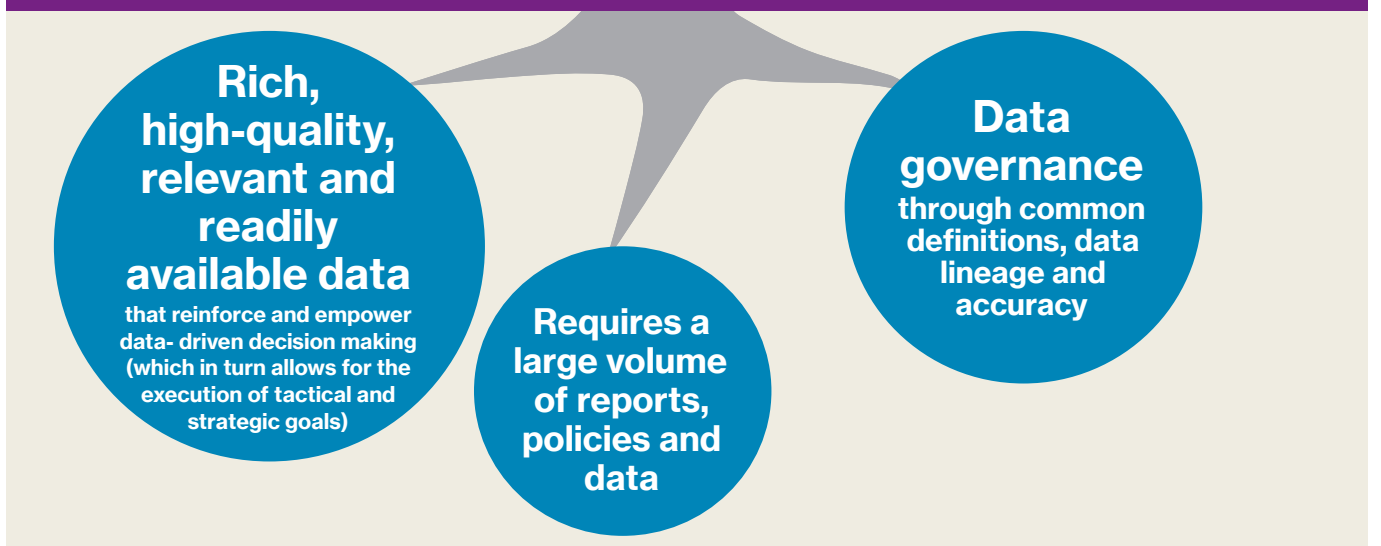 Rich,
high-quality,
relevant and
readily
available data
that reinforce and empower
data- driven decision making
(which in turn allows for the
execution of tactical and
strategic goals)
Requires a
large volume
of reports,
policies and
data
Data
governance
through common
definitions, data
lineage and
accuracy